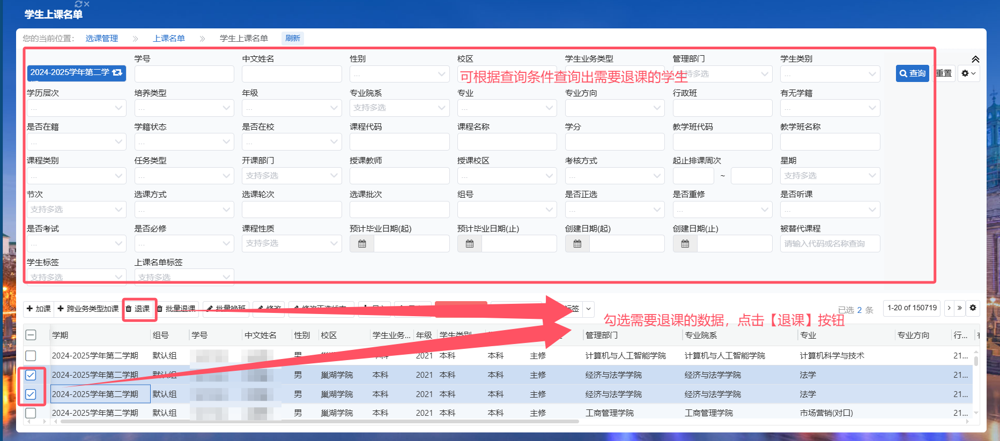 学生上课名单
您的当前位置： 选课管理 上课名单 学生上课名单 刷新
学号 中文姓名 性别 校区 学生业务类型 管理部门 学生类别
2024-2025学年第二学 ... 支持多选 ... 查询 重置
可根据查询条件查询出需要退课的学生
学历层次 培养类型 年级 专业院系 专业 专业方向 行政班 有无学籍
... ... ... 支持多选 ... ...
是否在籍 学籍状态 是否在校 课程代码 课程名称 学分 教学班代码 教学班名称
... ... ...
课程类别 任务类型 开课部门 授课教师 授课校区 考核方式 起止排课周次 星期
... ... 支持多选 ... ... ~ 支持多选
节次 选课方式 选课轮次 选课批次 组号 是否正选 是否重修 是否听课
支持多选 ... ... ... ...
是否考试 是否必修 课程性质 预计毕业日期(起) 预计毕业日期(止) 创建日期(起) 创建日期(止) 被替代课程
... ... 支持多选 请输入代码或名称查询
学生标签 上课名单标签
支持多选 支持多选
加课 跨业务类型加课 退课 批量退课 批量换班 修改 标签 已选 2 条 1-20 of 150719
勾选需要退课的数据，点击【退课】按钮
学期 组号 学号 中文姓名 性别 校区 学生业务... 年级 学生类别 管理部门 专业院系 专业 专业方向 行...
2024-2025学年第二学期 默认组 男 巢湖学院 本科 2021 本科 本科 主修 计算机与人工智能学院 计算机与人工智能学院 计算机科学与技术 21...
2024-2025学年第二学期 默认组 男 巢湖学院 本科 2021 本科 本科 主修 经济与法学学院 经济与法学学院 法学 21...
2024-2025学年第二学期 默认组 男 巢湖学院 本科 2021 本科 本科 主修 经济与法学学院 经济与法学学院 法学 21...
2024-2025学年第二学期 默认组 男 巢湖学院 本科 2021 本科 本科 主修 工商管理学院 工商管理学院 市场营销(对口) 21...